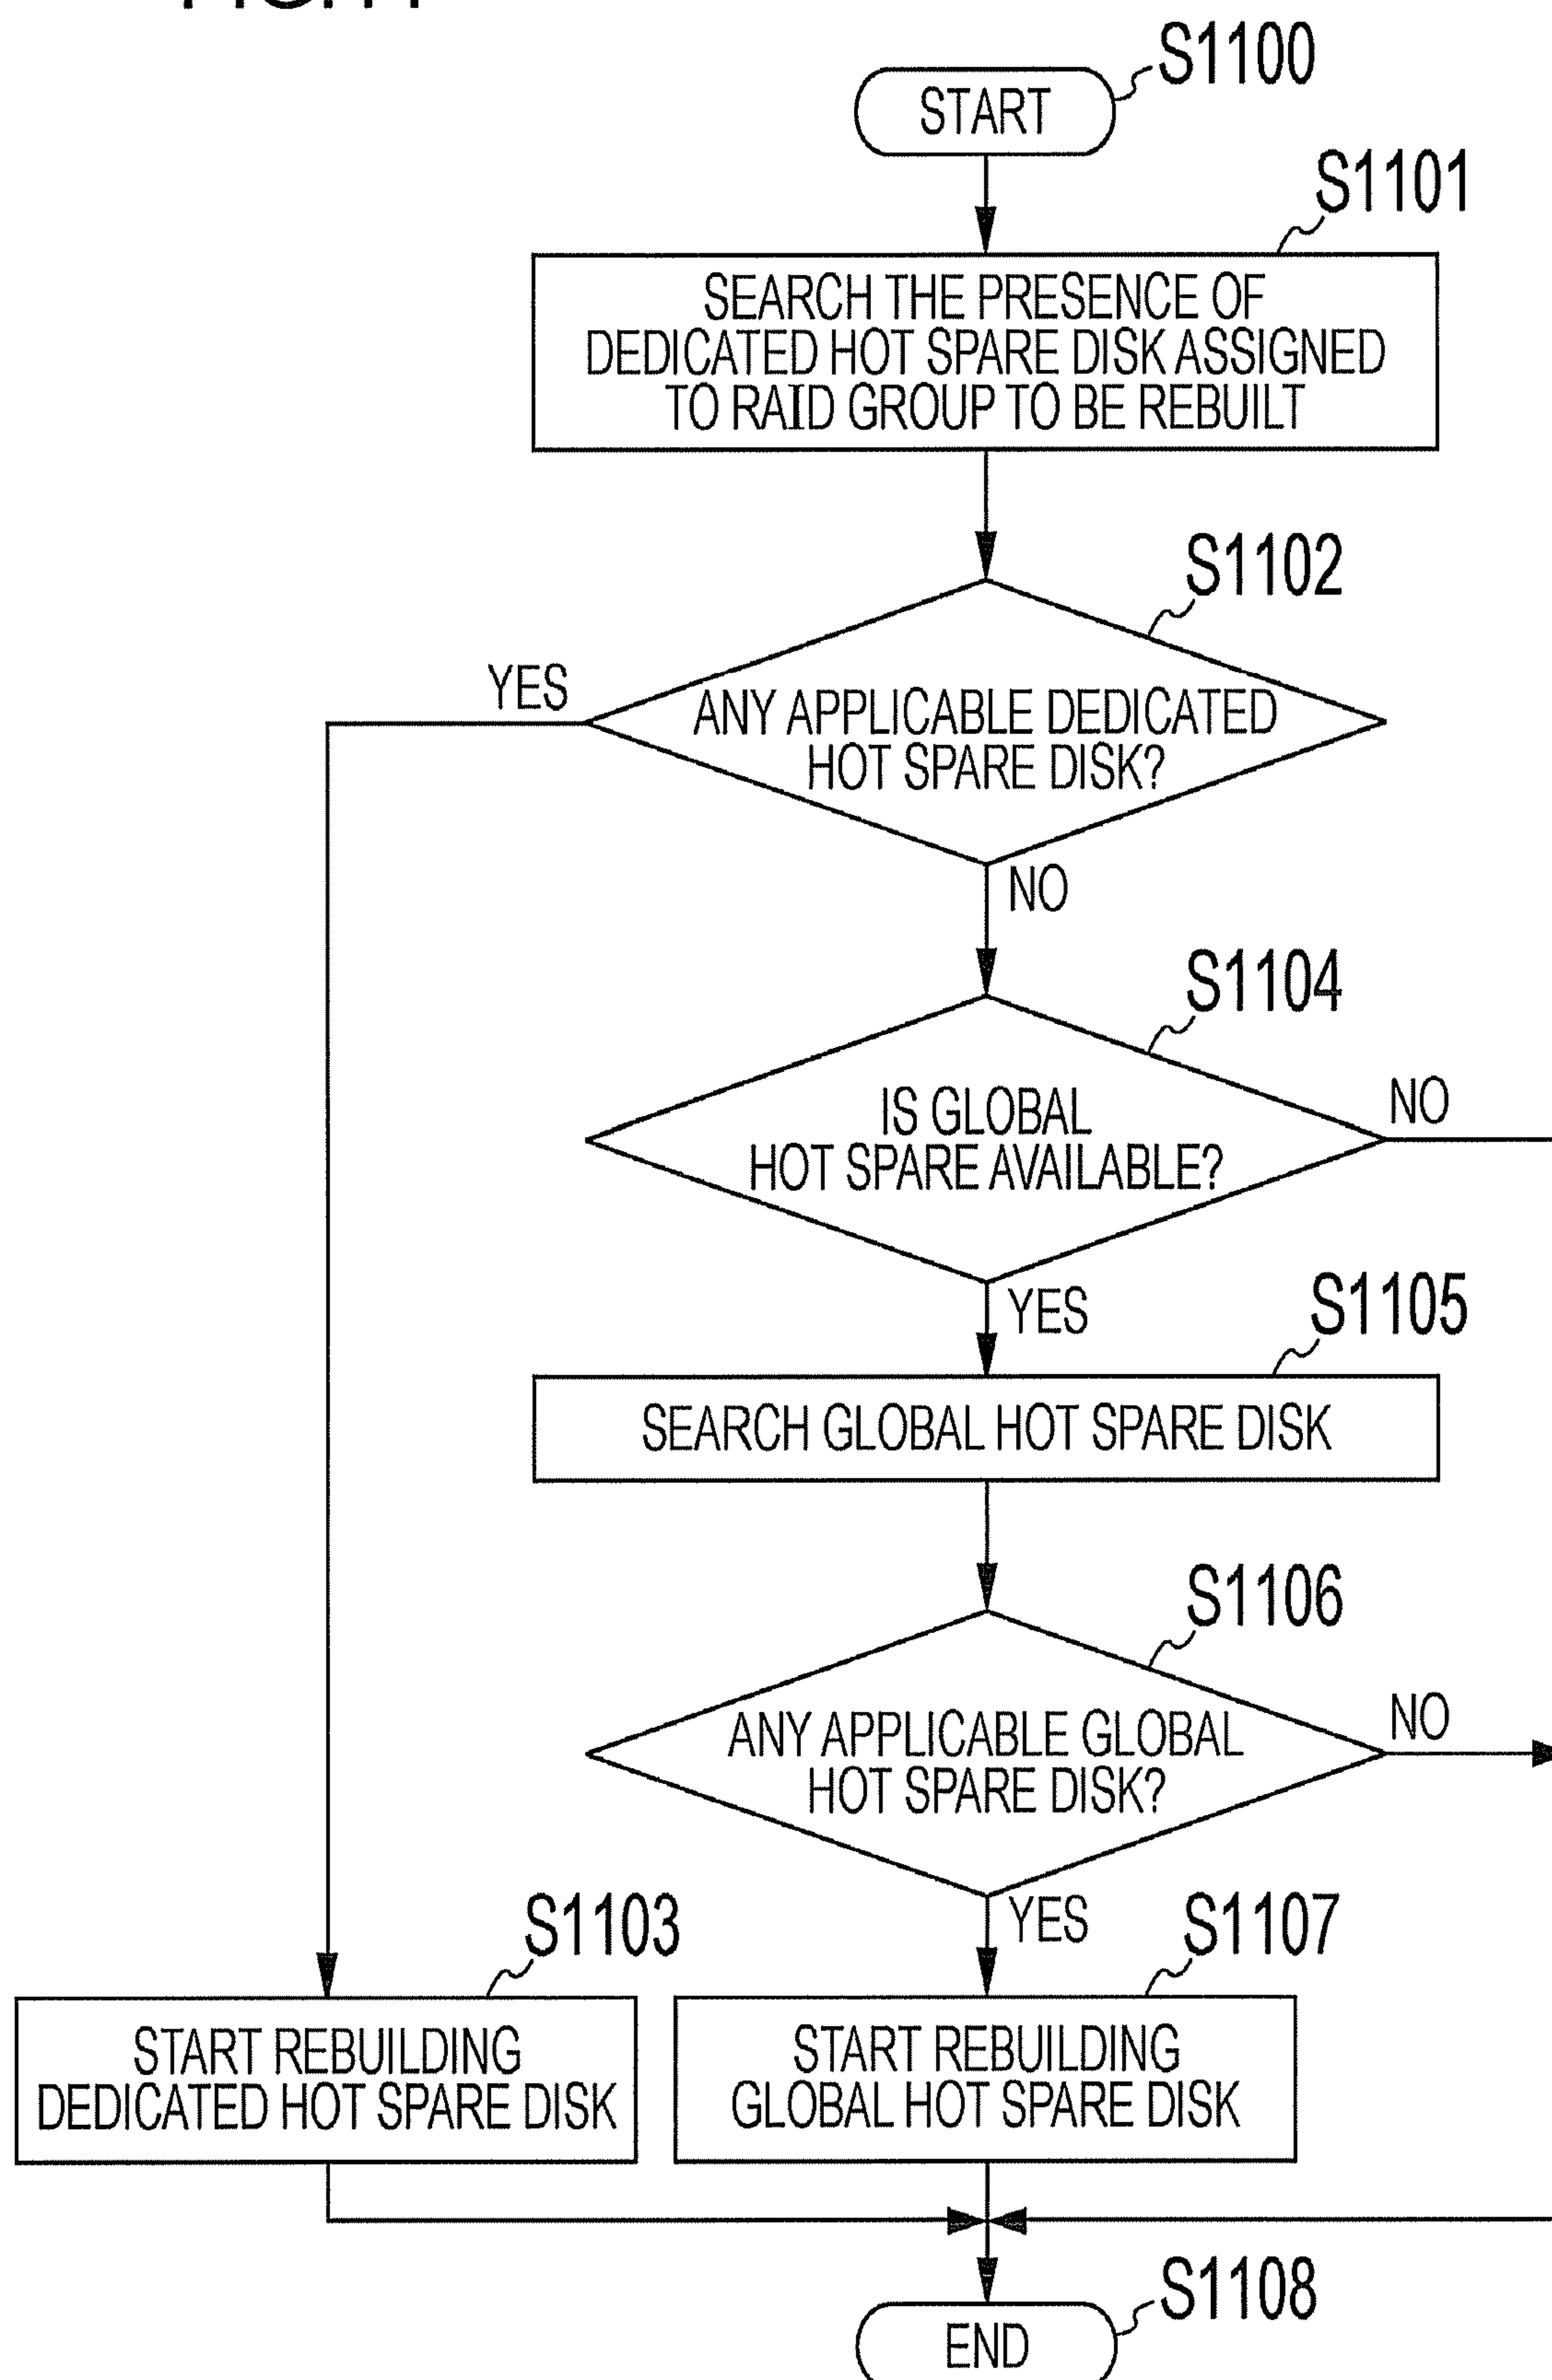 S1100
START
S1101
SEARCH THE PRESENCE OF
DEDICATED HOT SPARE DISK ASSIGNED
TO RAID GROUP TO BE REBUILT
S1102
YES
ANY APPLICABLE DEDICATED
HOT SPARE DISK?
NO
S1104
IS GLOBAL
HOT SPARE AVAILABLE?
NO
YES
S1105
SEARCH GLOBAL HOT SPARE DISK
S1106
ANY APPLICABLE GLOBAL
HOT SPARE DISK?
NO
YES
S1103
START REBUILDING
DEDICATED HOT SPARE DISK
S1107
START REBUILDING
GLOBAL HOT SPARE DISK
S1108
END